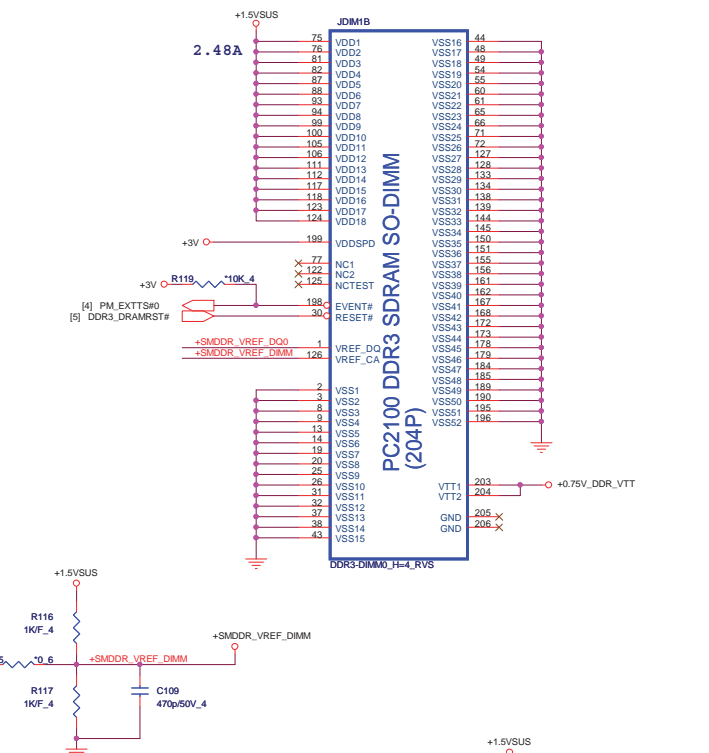 +1.5VSUS
JDIM1B
2.48A
75 VDD1
76 VDD2
81 VDD3
82 VDD4
87 VDD5
88 VDD6
93 VDD7
94 VDD8
99 VDD9
100 VDD10
105 VDD11
106 VDD12
111 VDD13
112 VDD14
117 VDD15
118 VDD16
123 VDD17
124 VDD18
+3V
199 VDDSPD
77 NC1
122 NC2
125 NCTEST
+3V
R119
*10K_4
[4] PM_EXTTS#0
198 EVENT#
[5] DDR3_DRAMRST#
30 RESET#
+SMDDR_VREF_DQ0
1 VREF_DQ
+SMDDR_VREF_DIMM
126 VREF_CA
2 VSS1
3 VSS2
8 VSS3
9 VSS4
13 VSS5
14 VSS6
19 VSS7
20 VSS8
25 VSS9
26 VSS10
31 VSS11
32 VSS12
37 VSS13
38 VSS14
43 VSS15
PC2100 DDR3 SDRAM SO-DIMM
(204P)
VSS16 44
VSS17 48
VSS18 49
VSS19 54
VSS20 55
VSS21 60
VSS22 61
VSS23 65
VSS24 66
VSS25 71
VSS26 72
VSS27 127
VSS28 128
VSS29 133
VSS30 134
VSS31 138
VSS32 139
VSS33 144
VSS34 145
VSS35 150
VSS36 151
VSS37 155
VSS38 156
VSS39 161
VSS40 162
VSS41 167
VSS42 168
VSS43 172
VSS44 173
VSS45 178
VSS46 179
VSS47 184
VSS48 185
VSS49 189
VSS50 190
VSS51 195
VSS52 196
VTT1 203
VTT2 204
+0.75V_DDR_VTT
GND 205
GND 206
DDR3-DIMM0_H=4_RVS
+1.5VSUS
R116
1K/F_4
+SMDDR_VREF_DIMM
*0_6
+SMDDR_VREF_DIMM
R117
1K/F_4
C109
470p/50V_4
+1.5VSUS